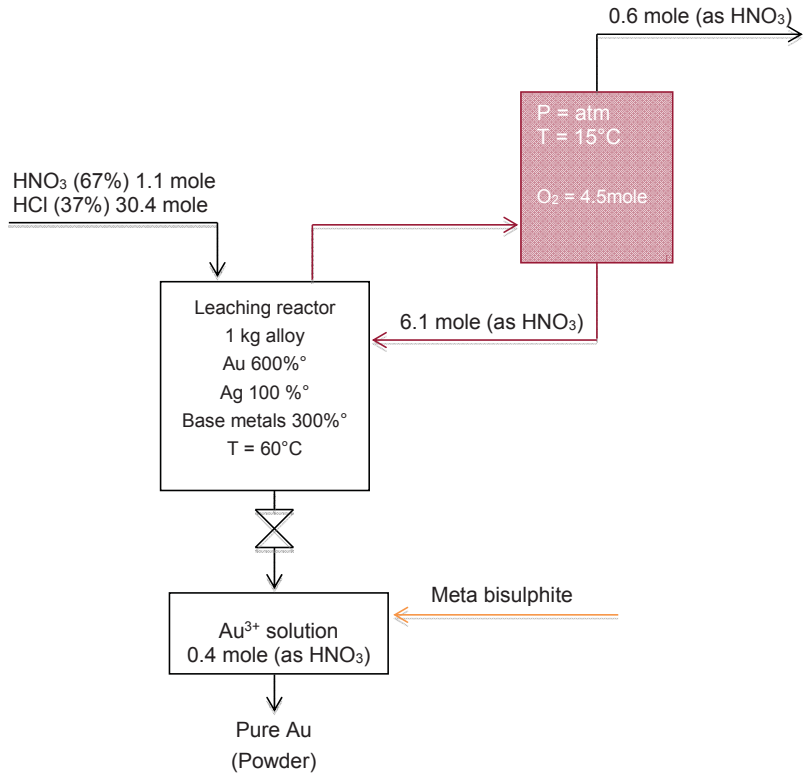 0.6 mole (as HNO₃)
P = atm
T = 15°C
O₂ = 4.5mole
HNO₃ (67%) 1.1 mole
HCl (37%) 30.4 mole
Leaching reactor
1 kg alloy
Au 600%°
Ag 100 %°
Base metals 300%°
T = 60°C
6.1 mole (as HNO₃)
Meta bisulphite
Au³⁺ solution
0.4 mole (as HNO₃)
Pure Au
(Powder)